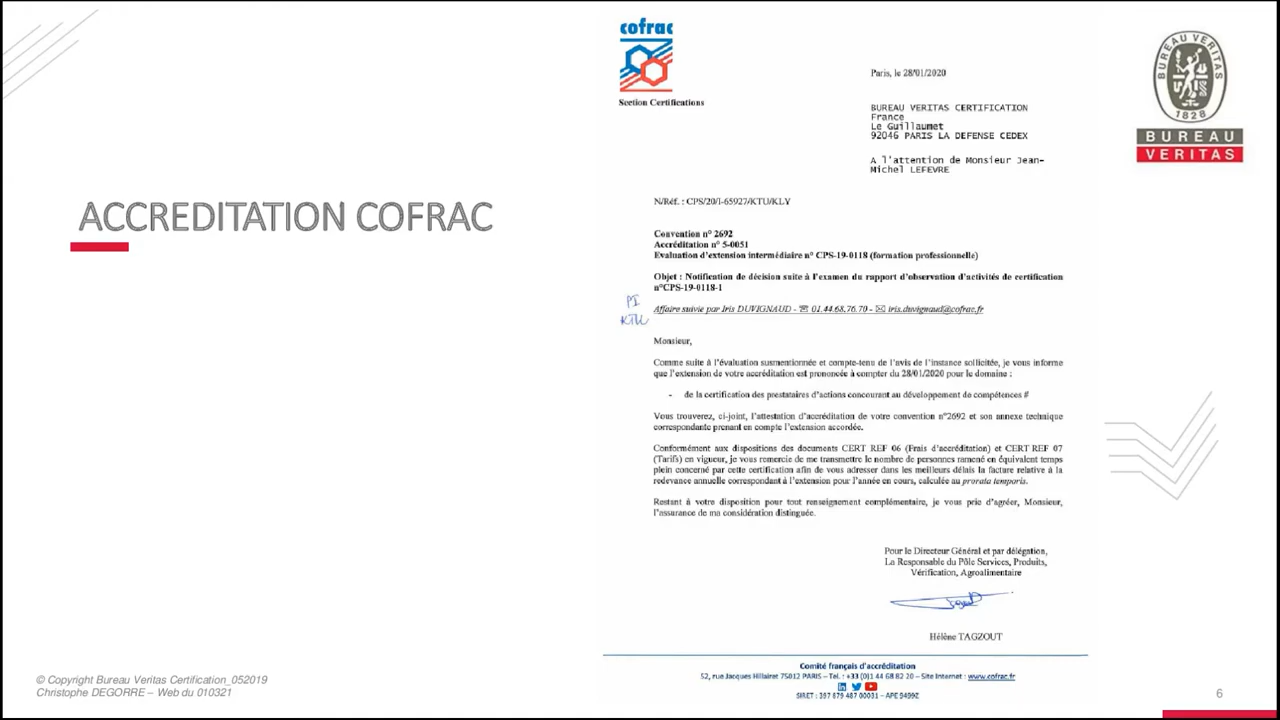 ACCREDITATION COFRAC
cofrac
Section Certifications
Paris, le 28/01/2020
BUREAU VERITAS CERTIFICATION
France
Le Guillaumet
92046 PARIS LA DEFENSE CEDEX
A l'attention de Monsieur Jean-
Michel LEFEVRE
BUREAU VERITAS
1828
BUREAU
VERITAS
N/Réf. : CPS/20/I-65927/KTU/KLY
Convention n° 2692
Accréditation n° 5-0051
Evaluation d'extension intermédiaire n° CPS-19-0118 (formation professionnelle)
Objet : Notification de décision suite à l'examen du rapport d'observation d'activités de certification
n°CPS-19-0118-1
PI
KTU
Affaire suivie par Iris DUVIGNAUD - ☏ 01.44.68.76.70 - ✉ iris.duvignaud@cofrac.fr
Monsieur,
Comme suite à l'évaluation susmentionnée et compte-tenu de l'avis de l'instance sollicitée, je vous informe
que l'extension de votre accréditation est prononcée à compter du 28/01/2020 pour le domaine :
- de la certification des prestataires d'actions concourant au développement de compétences #
Vous trouverez, ci-joint, l'attestation d'accréditation de votre convention n°2692 et son annexe technique
correspondante prenant en compte l'extension accordée.
Conformément aux dispositions des documents CERT REF 06 (Frais d'accréditation) et CERT REF 07
(Tarifs) en vigueur, je vous remercie de me transmettre le nombre de personnes ramené en équivalent temps
plein concerné par cette certification afin de vous adresser dans les meilleurs délais la facture relative à la
redevance annuelle correspondant à l'extension pour l'année en cours, calculée au prorata temporis.
Restant à votre disposition pour tout renseignement complémentaire, je vous prie d'agréer, Monsieur,
l'assurance de ma considération distinguée.
Pour le Directeur Général et par délégation,
La Responsable du Pôle Services, Produits,
Vérification, Agroalimentaire
Hélène TAGZOUT
Comité français d'accréditation
52, rue Jacques Hillairet 75012 PARIS – Tel. : +33 (0)1 44 68 82 20 – Site Internet : www.cofrac.fr
SIRET : 397 879 487 00031 – APE 9499Z
© Copyright Bureau Veritas Certification_052019
Christophe DEGORRE – Web du 010321
6